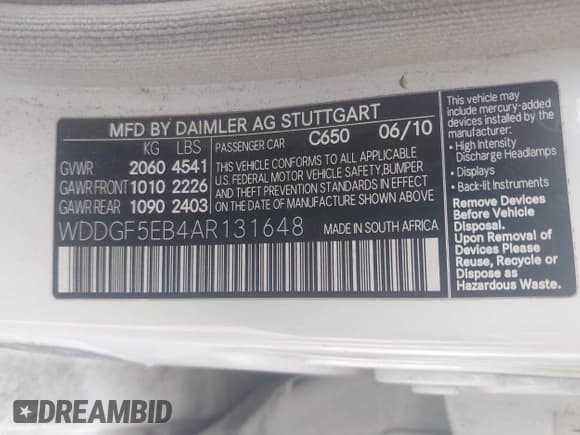 MFD BY DAIMLER AG STUTTGART
KG LBS PASSENGER CAR C650 06/10
GVWR 2060 4541
GAWR FRONT 1010 2226
GAWR REAR 1090 2403
THIS VEHICLE CONFORMS TO ALL APPLICABLE
U.S. FEDERAL MOTOR VEHICLE SAFETY,BUMPER
AND THEFT PREVENTION STANDARDS IN EFFECT
ON THE DATE OF MANUFACTURE SHOWN ABOVE
WDDGF5EB4AR131648 MADE IN SOUTH AFRICA
This vehicle may
include mercury-added
devices installed by
the manufacturer:
• High Intensity
Discharge Headlamps
• Displays
• Back-lit Instruments
Remove Devices
Before Vehicle
Disposal.
Upon Removal of
Devices Please
Reuse, Recycle or
Dispose as
Hazardous Waste.
DREAMBID